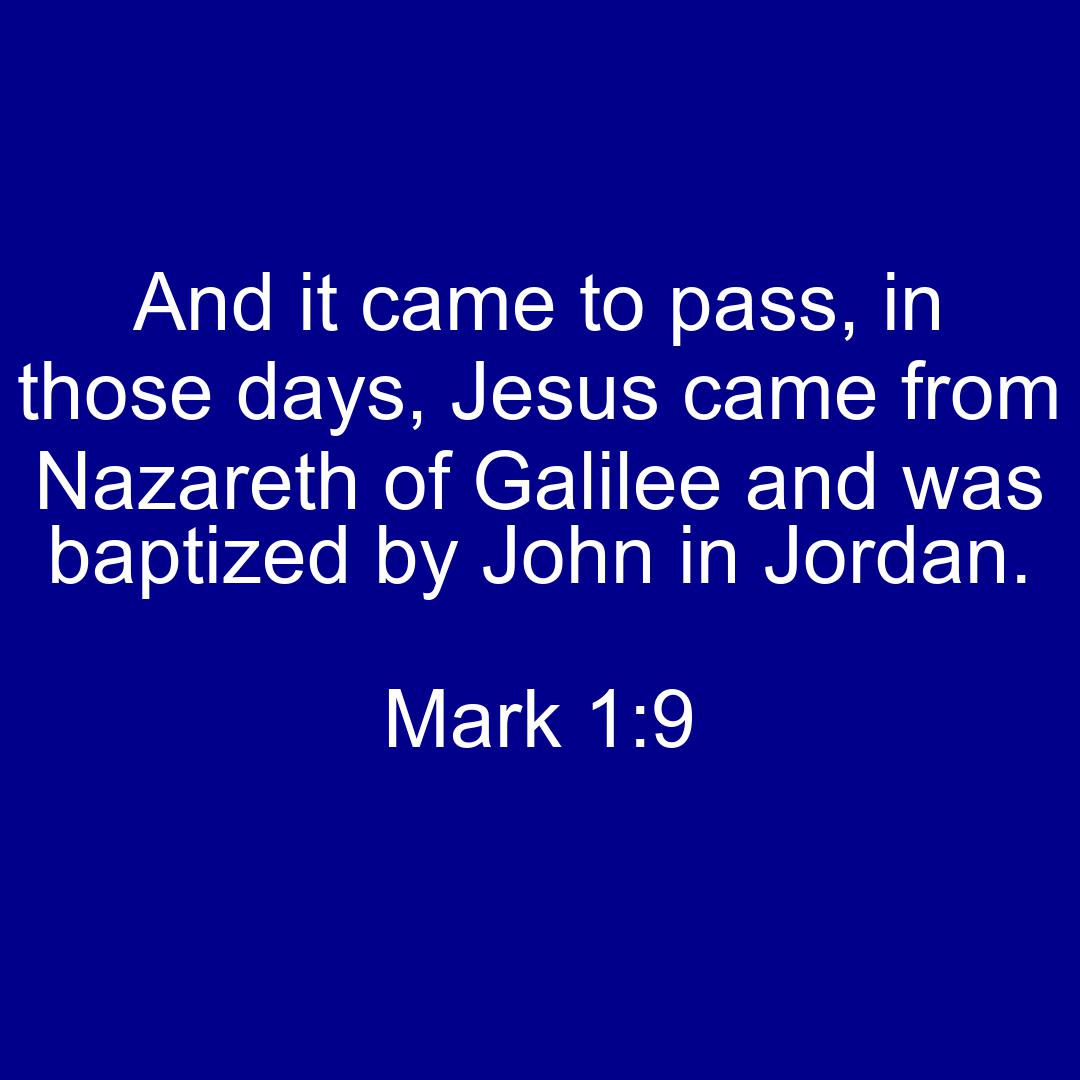 And it came to pass, in
those days, Jesus came from
Nazareth of Galilee and was
baptized by John in Jordan.
Mark 1:9